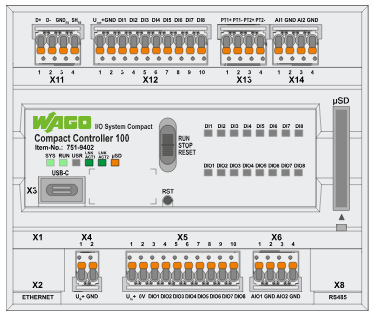 D+ D- GND SH U +GND DI1 DI2 DI3 DI4 DI5 DI6 DI7 DI8 PT1+ PT1- PT2+ PT2- AI1 GND AI2 GND
1 2 3 4 1 2 3 4 5 6 7 8 9 10 1 2 3 4 1 2 3 4
X11 X12 X13 X14
µSD
WAGO I/O System Compact
Compact Controller 100
Item-No.: 751-9402
SYS RUN USR LNK ACT1 LNK ACT2 µSD
RUN
STOP
RESET
DI1 DI2 DI3 DI4 DI5 DI6 DI7 DI8
DIO1 DIO2 DIO3 DIO4 DIO5 DIO6 DIO7 DIO8
USB-C
X3
RST
X1 X4 X5 X6
1 2 1 2 3 4 5 6 7 8 9 10 1 2 3 4
X2 X8
ETHERNET U + GND U + 0V DIO1 DIO2 DIO3 DIO4 DIO5 DIO6 DIO7 DIO8 AIO1 GND AIO2 GND RS485